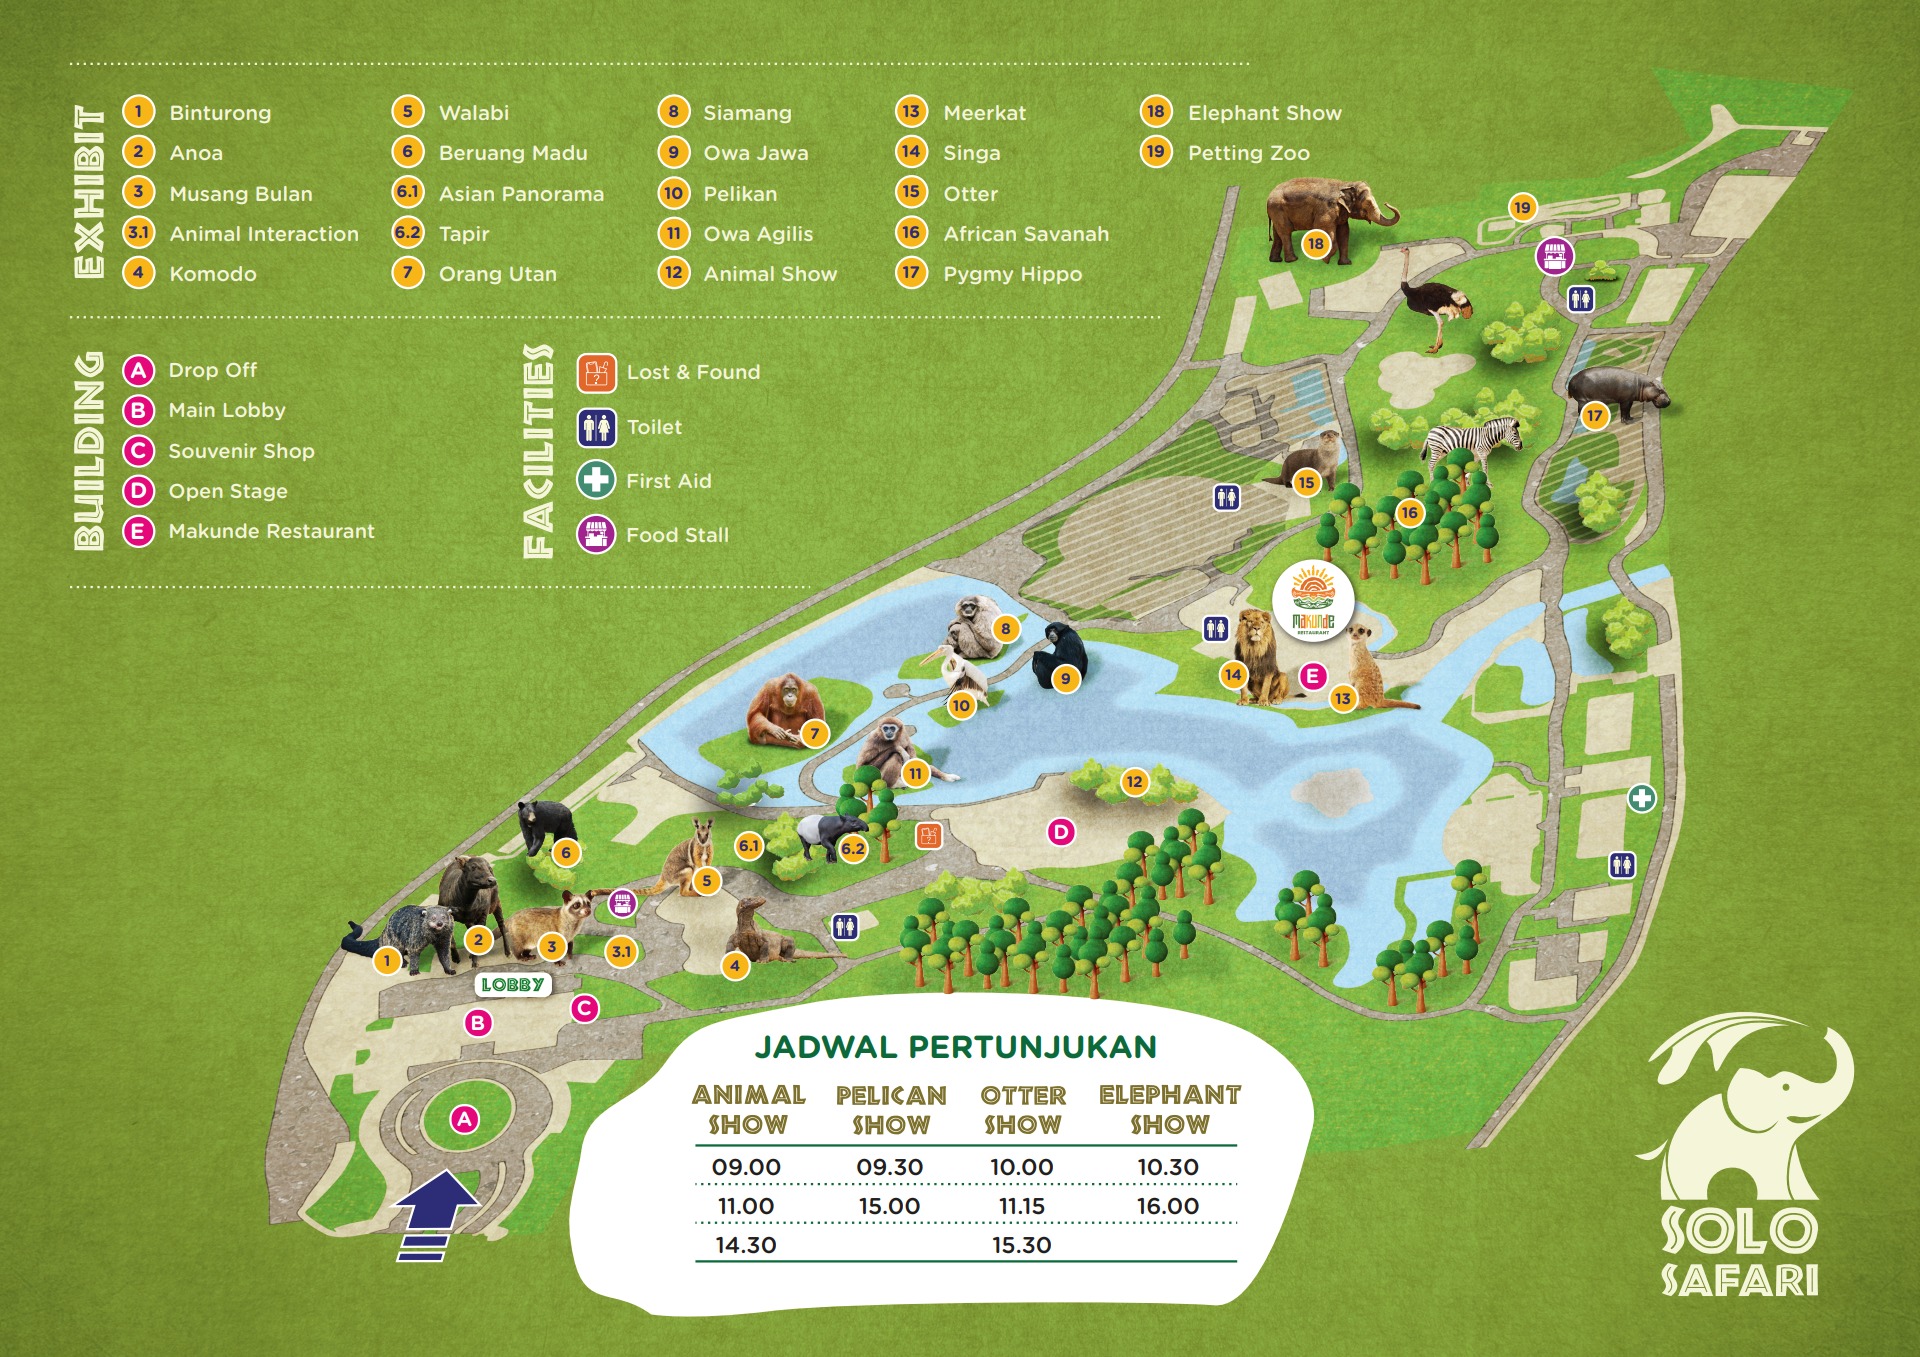 EXHIBIT
1 Binturong
2 Anoa
3 Musang Bulan
3.1 Animal Interaction
4 Komodo
5 Walabi
6 Beruang Madu
6.1 Asian Panorama
6.2 Tapir
7 Orang Utan
8 Siamang
9 Owa Jawa
10 Pelikan
11 Owa Agilis
12 Animal Show
13 Meerkat
14 Singa
15 Otter
16 African Savanah
17 Pygmy Hippo
18 Elephant Show
19 Petting Zoo
BUILDING
A Drop Off
B Main Lobby
C Souvenir Shop
D Open Stage
E Makunde Restaurant
FACILITIES
? Lost & Found
Toilet
First Aid
Food Stall
19
18
17
15
16
MAKUNDE
RESTAURANT
8
14
E
9
13
10
7
11
12
D
6.1
6.2
?
6
5
2
3
3.1
1
4
LOBBY
C
B
A
JADWAL PERTUNJUKAN
ANIMAL SHOW PELICAN SHOW OTTER SHOW ELEPHANT SHOW
09.00 09.30 10.00 10.30
11.00 15.00 11.15 16.00
14.30 15.30
SOLO
SAFARI